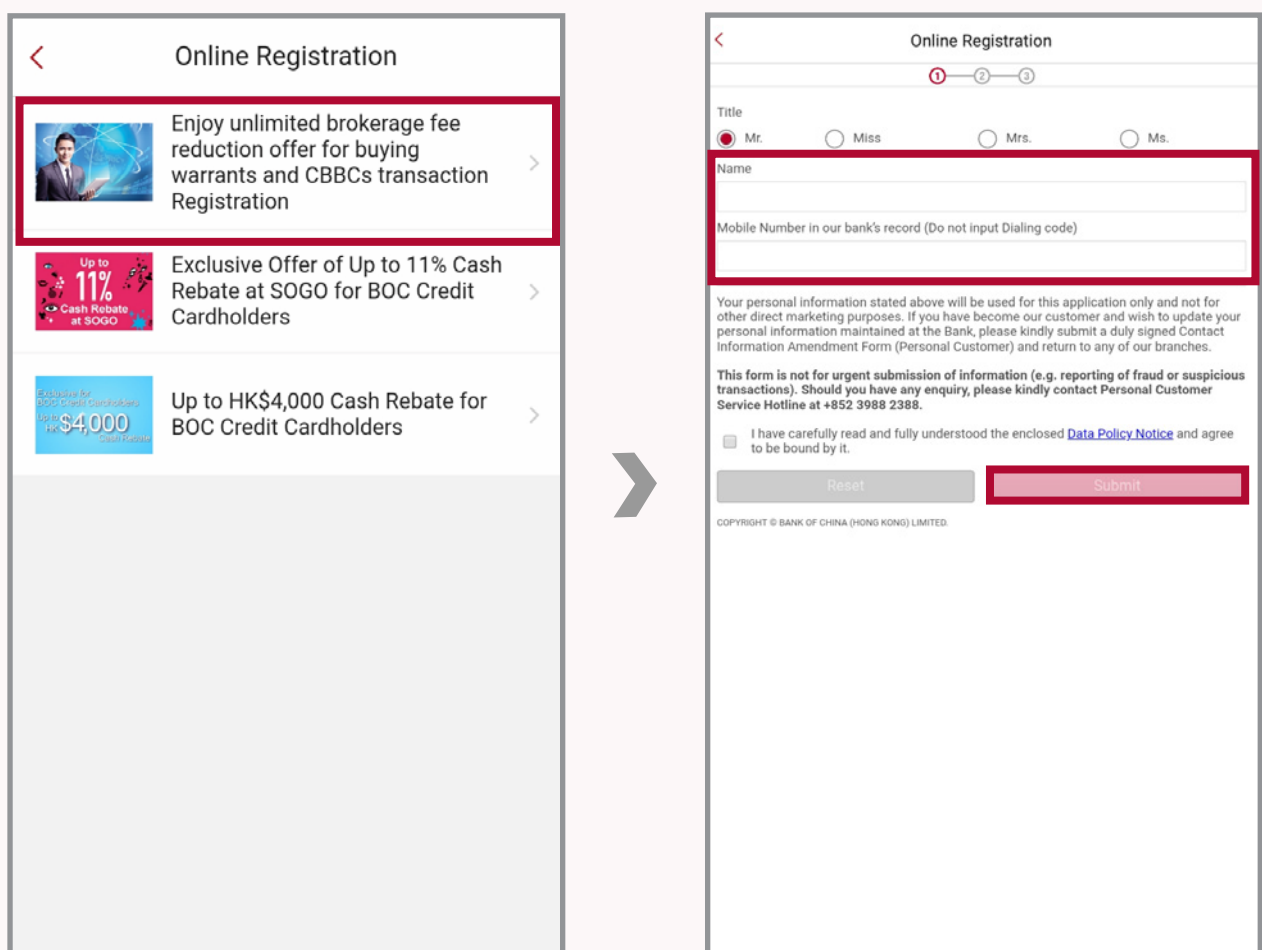 Online Registration
Enjoy unlimited brokerage fee
reduction offer for buying
warrants and CBBCs transaction
Registration
Up to
11%
Cash Rebate
at SOGO
Exclusive Offer of Up to 11% Cash
Rebate at SOGO for BOC Credit
Cardholders
Exclusive for
BOC Credit Cardholders
Up to
HK$4,000
Cash Rebate
Up to HK$4,000 Cash Rebate for
BOC Credit Cardholders
Online Registration
1 2 3
Title
Mr. Miss Mrs. Ms.
Name
Mobile Number in our bank's record (Do not input Dialing code)
Your personal information stated above will be used for this application only and not for
other direct marketing purposes. If you have become our customer and wish to update your
personal information maintained at the Bank, please kindly submit a duly signed Contact
Information Amendment Form (Personal Customer) and return to any of our branches.
This form is not for urgent submission of information (e.g. reporting of fraud or suspicious
transactions). Should you have any enquiry, please kindly contact Personal Customer
Service Hotline at +852 3988 2388.
I have carefully read and fully understood the enclosed Data Policy Notice and agree
to be bound by it.
Reset Submit
COPYRIGHT © BANK OF CHINA (HONG KONG) LIMITED.